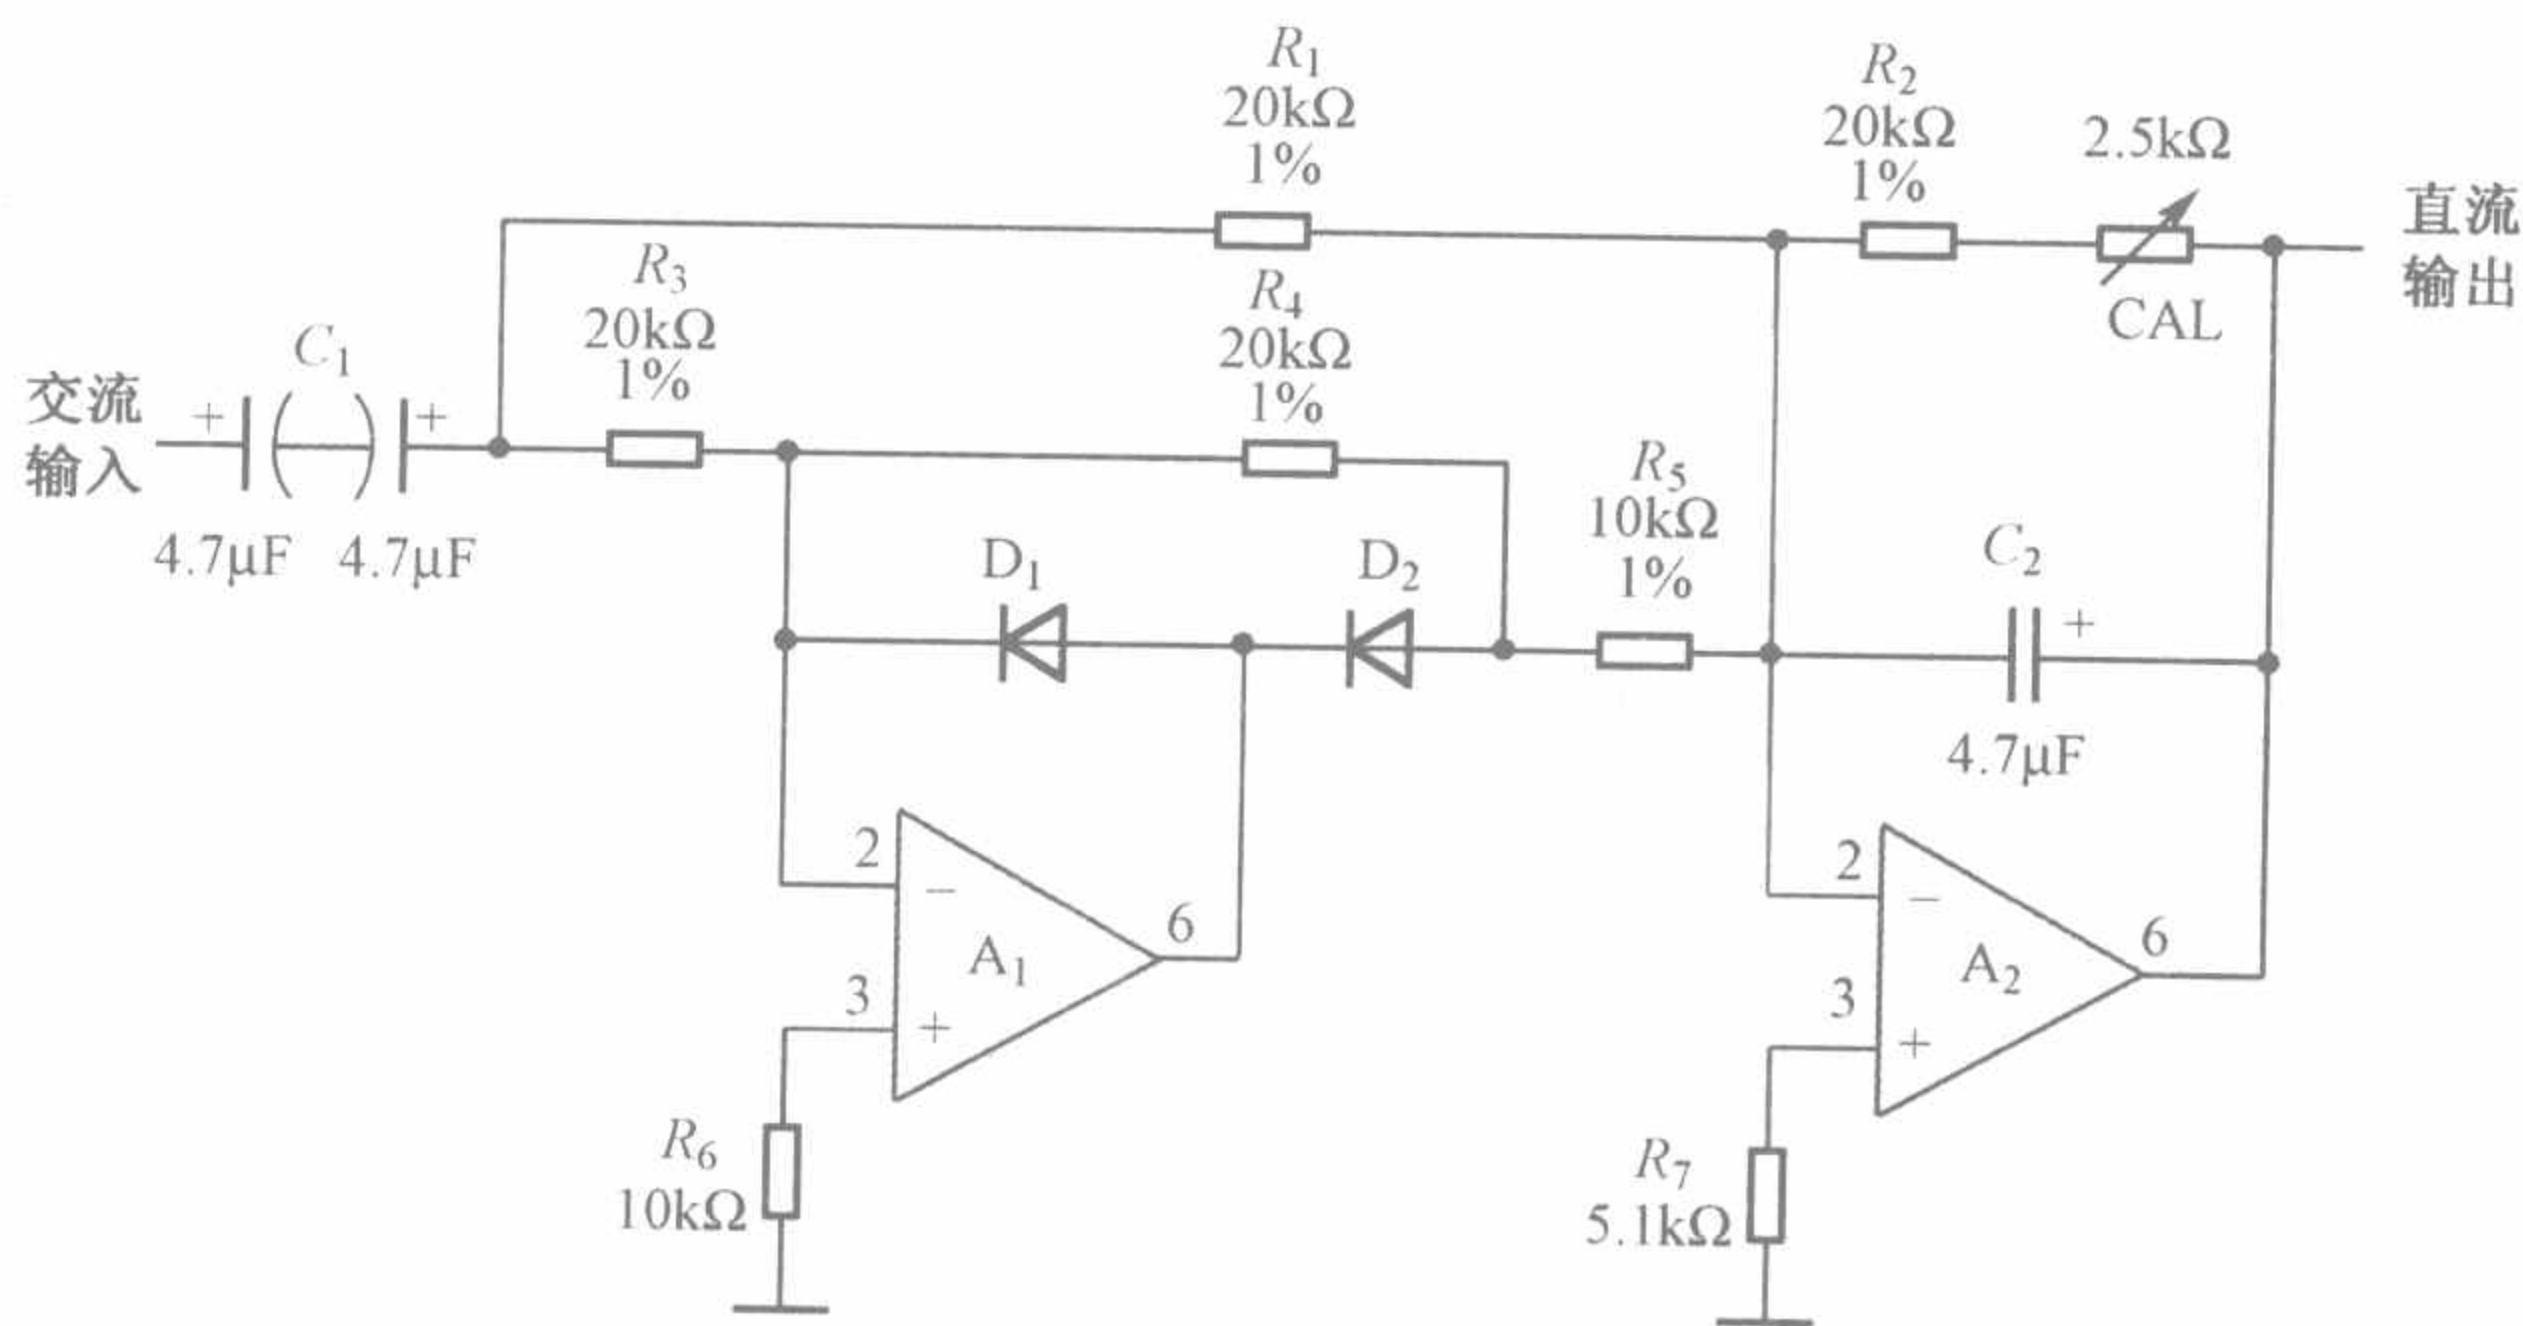 R1
20kΩ
1%
R2
20kΩ
1%
2.5kΩ
CAL
直流
输出
R3
20kΩ
1%
R4
20kΩ
1%
交流
输入
C1
+
+
4.7μF
4.7μF
D1
D2
R5
10kΩ
1%
C2
+
4.7μF
2
−
A1
6
3
+
R6
10kΩ
2
−
A2
6
3
+
R7
5.1kΩ